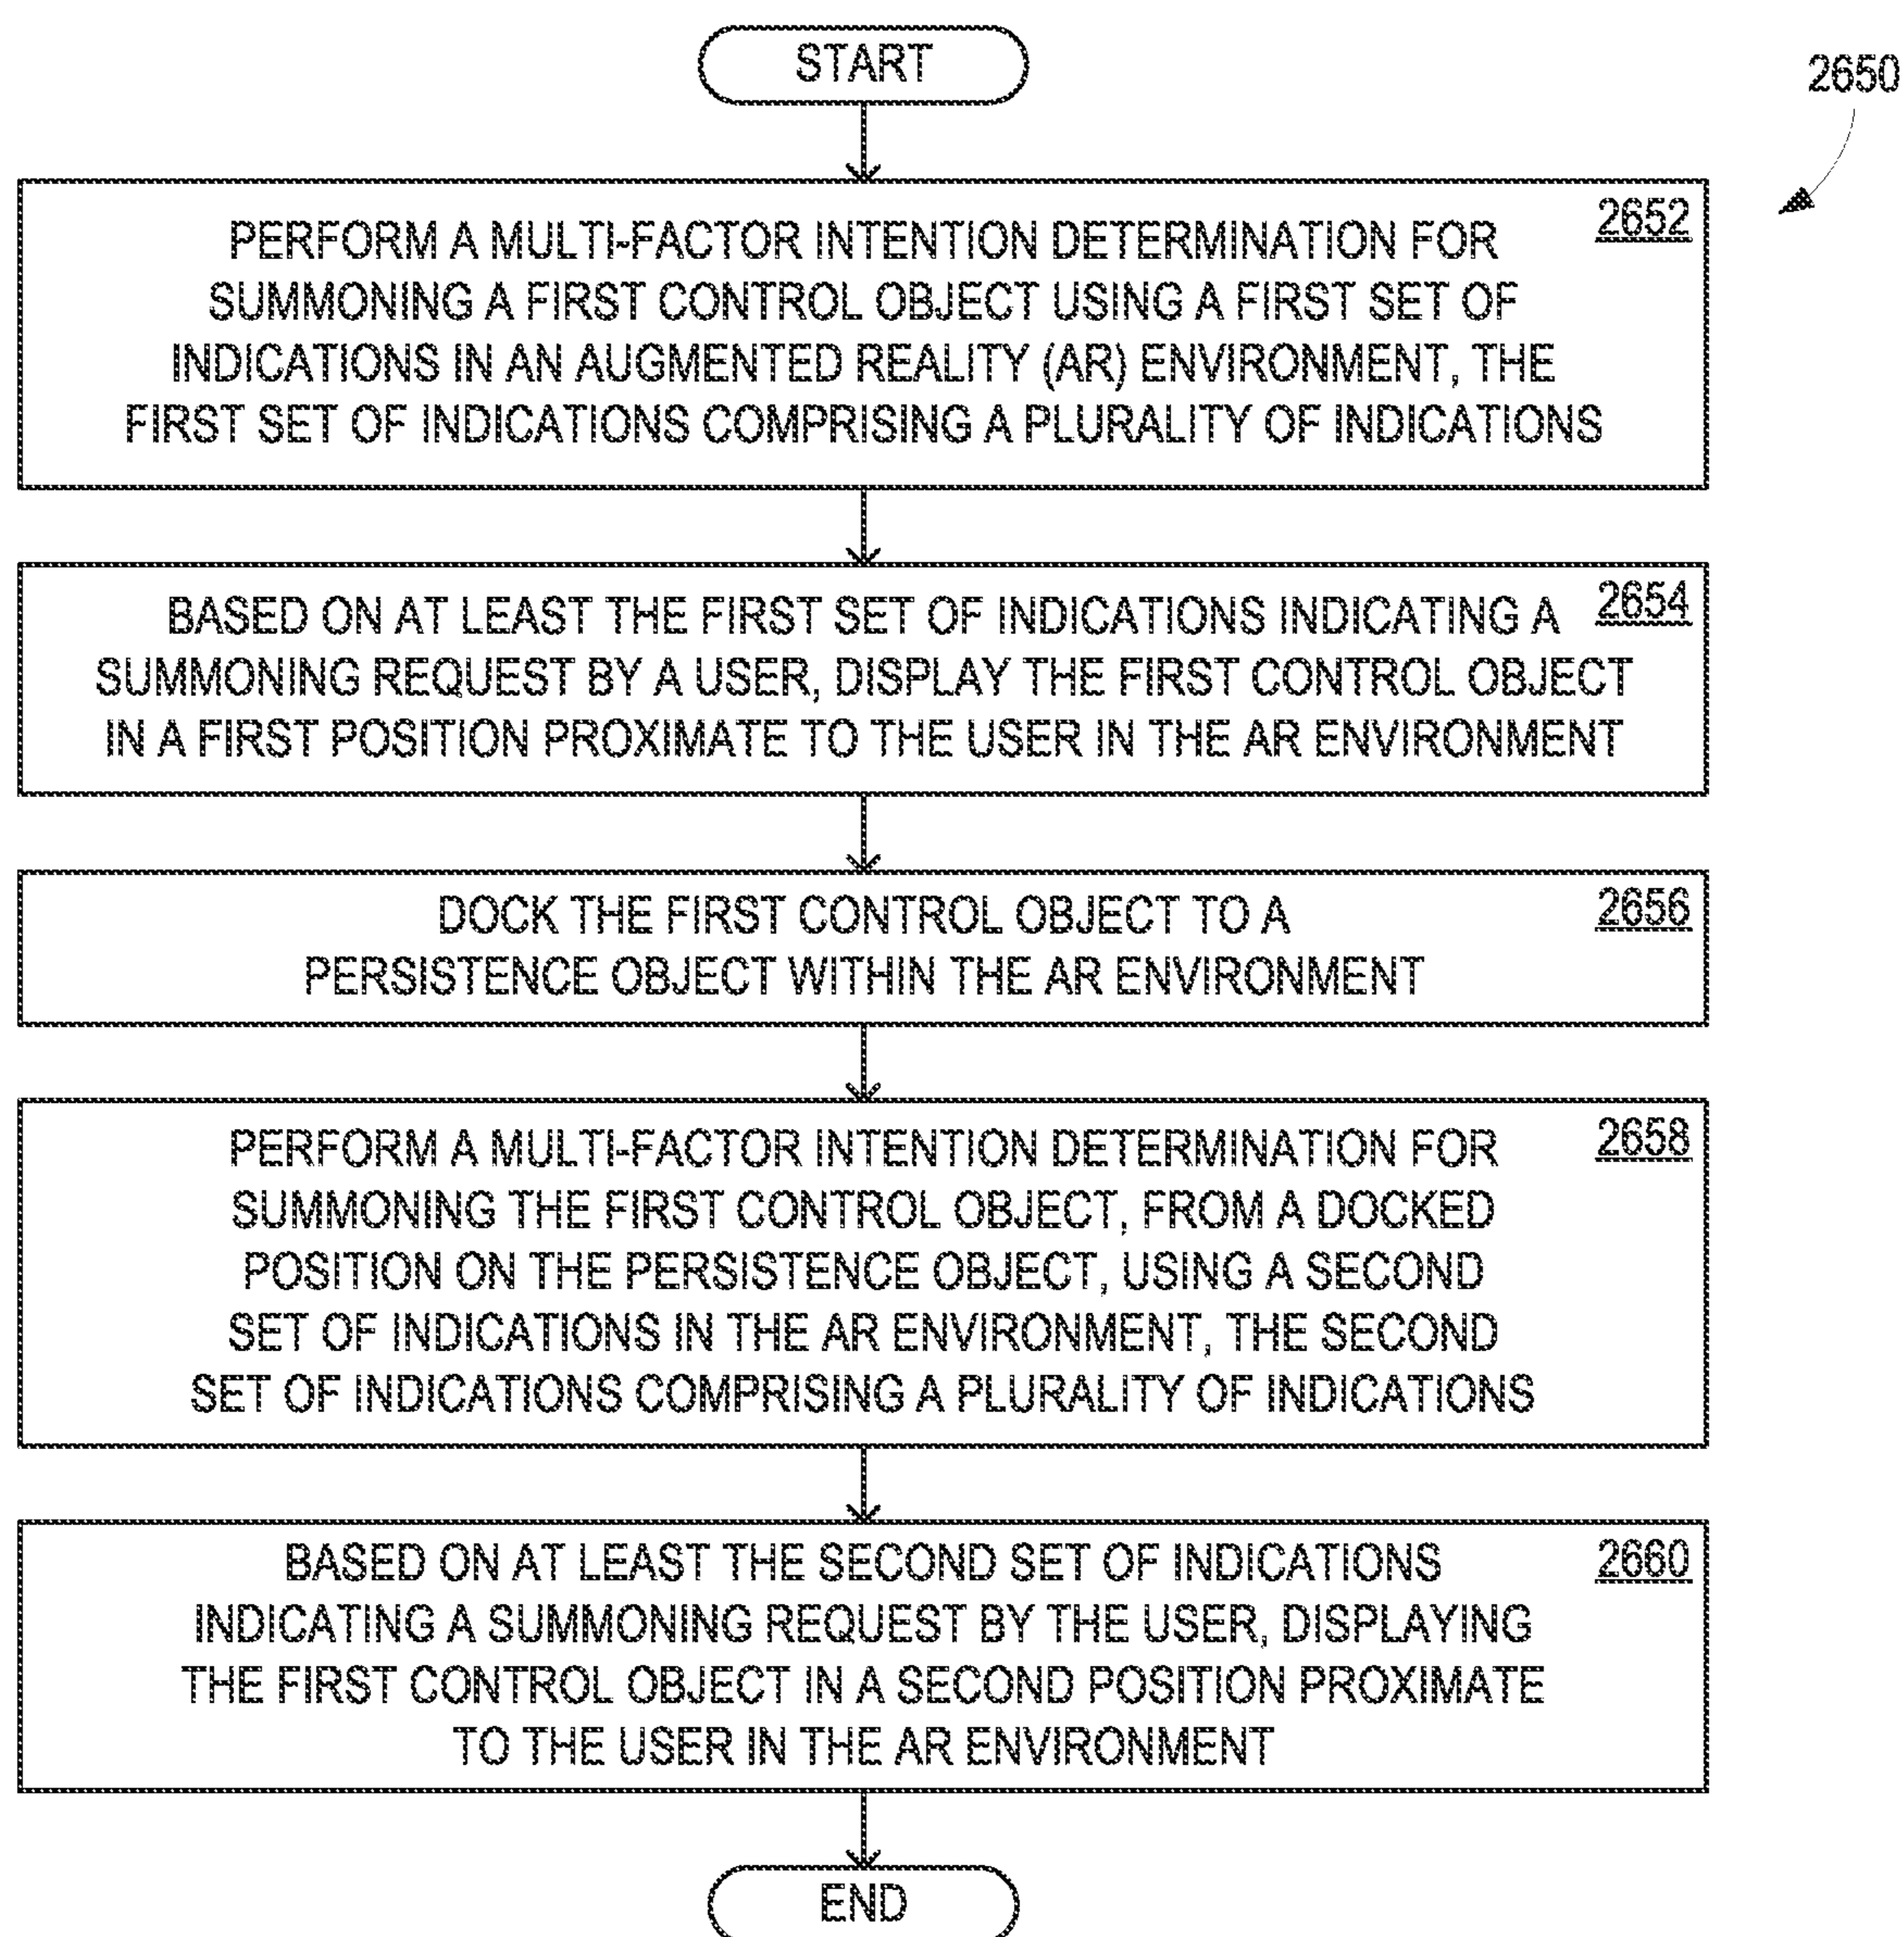 START
2650
2652
PERFORM A MULTI-FACTOR INTENTION DETERMINATION FOR
SUMMONING A FIRST CONTROL OBJECT USING A FIRST SET OF
INDICATIONS IN AN AUGMENTED REALITY (AR) ENVIRONMENT, THE
FIRST SET OF INDICATIONS COMPRISING A PLURALITY OF INDICATIONS
2654
BASED ON AT LEAST THE FIRST SET OF INDICATIONS INDICATING A
SUMMONING REQUEST BY A USER, DISPLAY THE FIRST CONTROL OBJECT
IN A FIRST POSITION PROXIMATE TO THE USER IN THE AR ENVIRONMENT
2656
DOCK THE FIRST CONTROL OBJECT TO A
PERSISTENCE OBJECT WITHIN THE AR ENVIRONMENT
2658
PERFORM A MULTI-FACTOR INTENTION DETERMINATION FOR
SUMMONING THE FIRST CONTROL OBJECT, FROM A DOCKED
POSITION ON THE PERSISTENCE OBJECT, USING A SECOND
SET OF INDICATIONS IN THE AR ENVIRONMENT, THE SECOND
SET OF INDICATIONS COMPRISING A PLURALITY OF INDICATIONS
2660
BASED ON AT LEAST THE SECOND SET OF INDICATIONS
INDICATING A SUMMONING REQUEST BY THE USER, DISPLAYING
THE FIRST CONTROL OBJECT IN A SECOND POSITION PROXIMATE
TO THE USER IN THE AR ENVIRONMENT
END